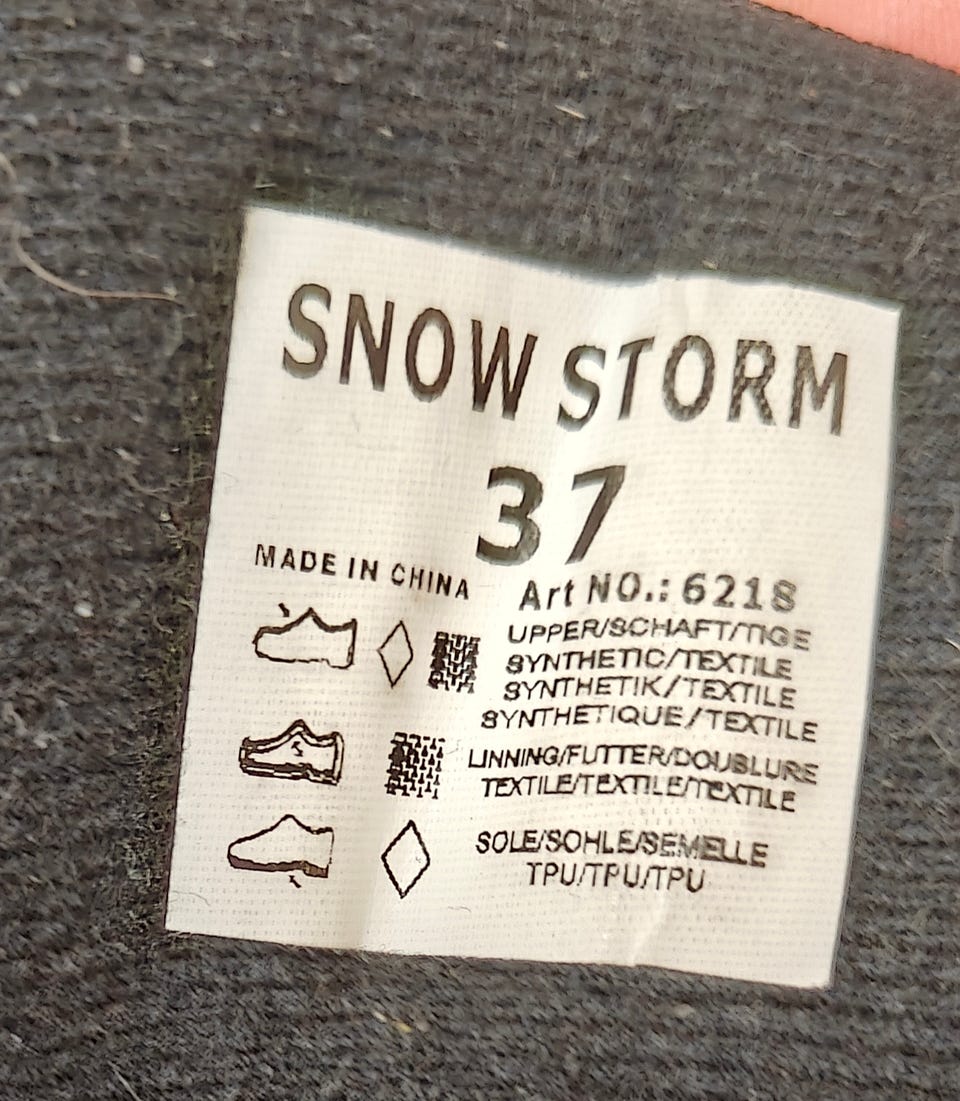 SNOW STORM
37
MADE IN CHINA
Art NO.: 6218
UPPER/SCHAFT/TIGE
SYNTHETIC/TEXTILE
SYNTHETIK/TEXTILE
SYNTHETIQUE/TEXTILE
LINNING/FUTTER/DOUBLURE
TEXTILE/TEXTILE/TEXTILE
SOLE/SOHLE/SEMELLE
TPU/TPU/TPU